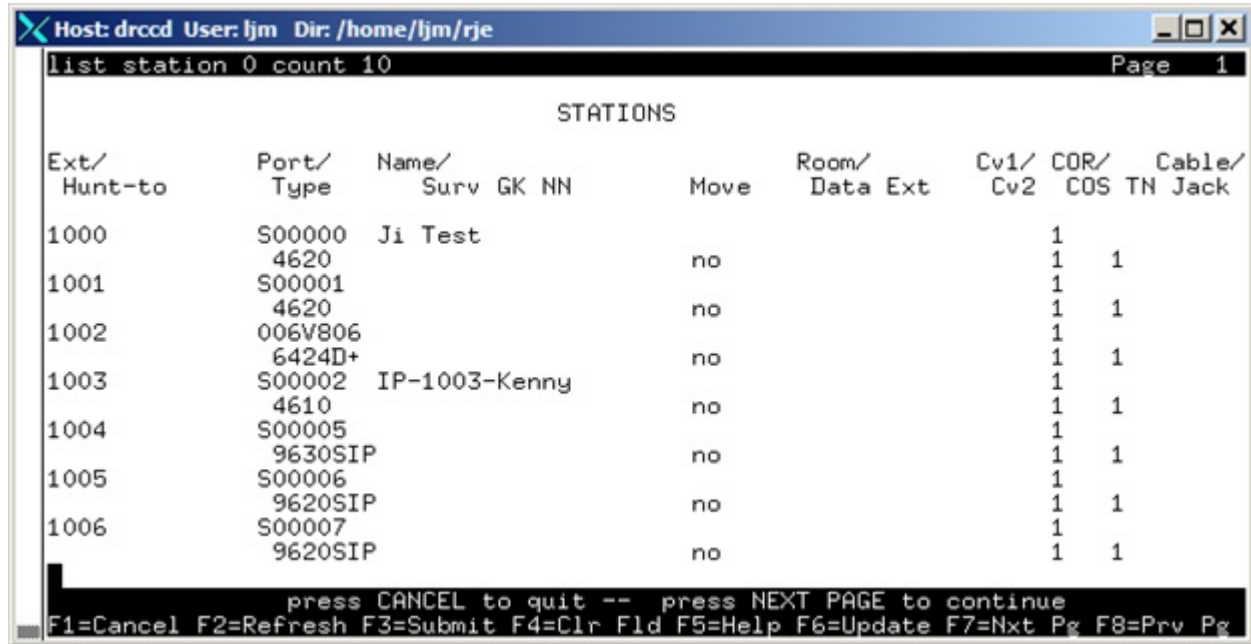 Host: drccd User: ljm Dir: /home/ljm/rje
list station 0 count 10 Page 1
STATIONS
Ext/ Port/ Name/ Room/ Cv1/ COR/ Cable/
Hunt-to Type Surv GK NN Move Data Ext Cv2 COS TN Jack
1000 S00000 Ji Test 1
4620 no 1 1
1001 S00001 1
4620 no 1 1
1002 006V806 1
6424D+ no 1 1
1003 S00002 IP-1003-Kenny 1
4610 no 1 1
1004 S00005 1
9630SIP no 1 1
1005 S00006 1
9620SIP no 1 1
1006 S00007 1
9620SIP no 1 1
press CANCEL to quit -- press NEXT PAGE to continue
F1=Cancel F2=Refresh F3=Submit F4=Clr Fld F5=Help F6=Update F7=Nxt Pg F8=Prv Pg